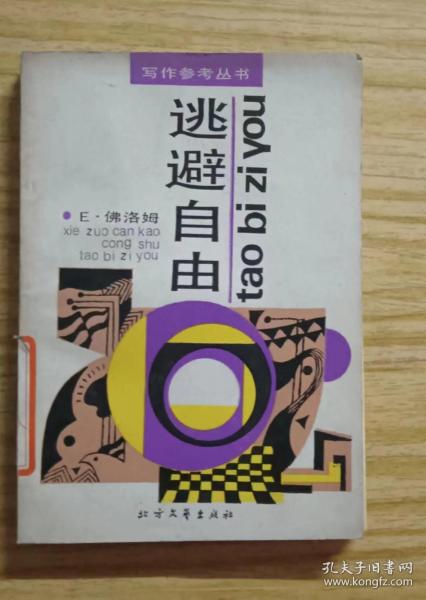 写作参考丛书
逃避自由
tao bi zi you
E·佛洛姆
xie zuo can kao
cong shu
tao bi zi you
北方文艺出版社
孔夫子旧书网
www.kongfz.com